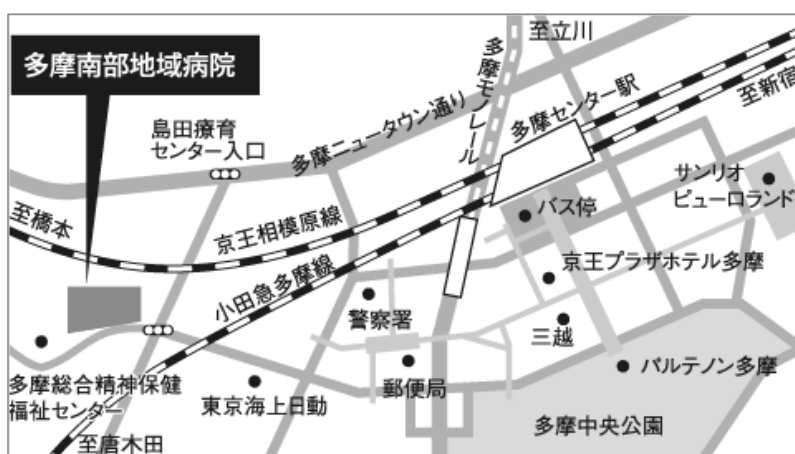 多摩南部地域病院
島田療育
センター入口
多摩ニュータウン通り
多摩モノレール
至立川
多摩センター駅
至新宿
サンリオ
ピューロランド
至橋本
京王相模原線
バス停
小田急多摩線
京王プラザホテル多摩
警察署
三越
多摩総合精神保健
福祉センター
東京海上日動
郵便局
パルテノン多摩
至唐木田
多摩中央公園